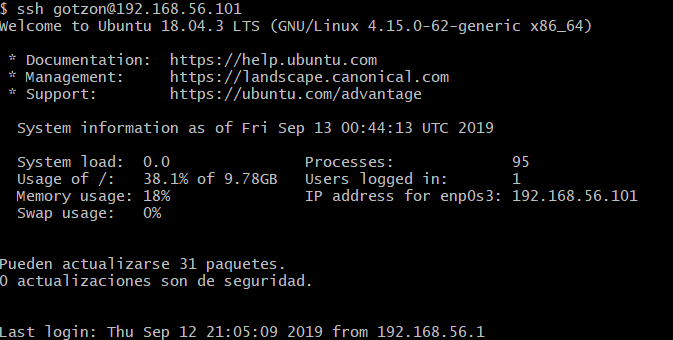 $ ssh gotzon@192.168.56.101
Welcome to Ubuntu 18.04.3 LTS (GNU/Linux 4.15.0-62-generic x86_64)
* Documentation:  https://help.ubuntu.com
* Management:     https://landscape.canonical.com
* Support:        https://ubuntu.com/advantage
System information as of Fri Sep 13 00:44:13 UTC 2019
System load:  0.0                Processes:              95
Usage of /:   38.1% of 9.78GB   Users logged in:        1
Memory usage: 18%                IP address for enp0s3: 192.168.56.101
Swap usage:   0%
Pueden actualizarse 31 paquetes.
0 actualizaciones son de seguridad.
Last login: Thu Sep 12 21:05:09 2019 from 192.168.56.1